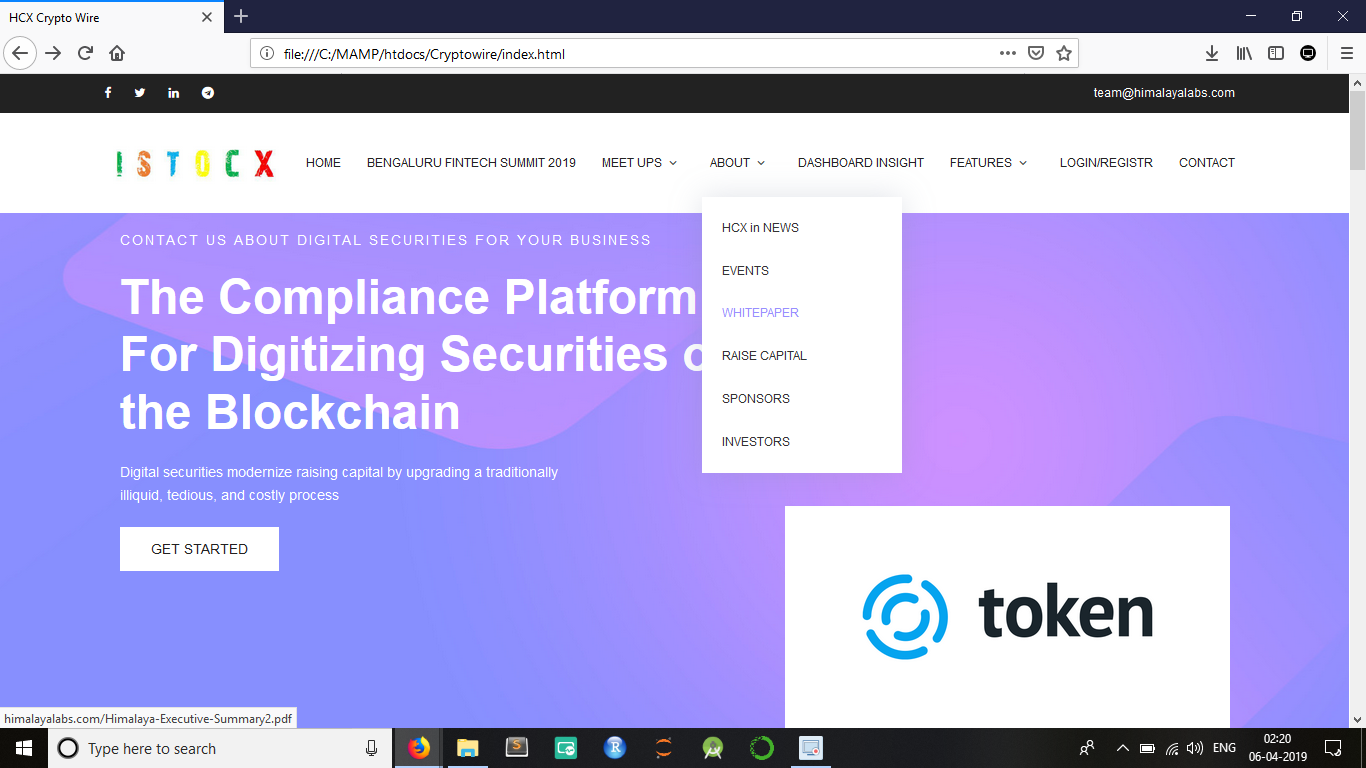 HCX Crypto Wire
file:///C:/MAMP/htdocs/Cryptowire/index.html
team@himalayalabs.com
ISTOCX
HOME BENGALURU FINTECH SUMMIT 2019 MEET UPS ABOUT DASHBOARD INSIGHT FEATURES LOGIN/REGISTR CONTACT
HCX in NEWS
EVENTS
WHITEPAPER
RAISE CAPITAL
SPONSORS
INVESTORS
CONTACT US ABOUT DIGITAL SECURITIES FOR YOUR BUSINESS
The Compliance Platform
For Digitizing Securities o
the Blockchain
Digital securities modernize raising capital by upgrading a traditionally
illiquid, tedious, and costly process
GET STARTED
token
himalayalabs.com/Himalaya-Executive-Summary2.pdf
Type here to search
ENG
02:20
06-04-2019